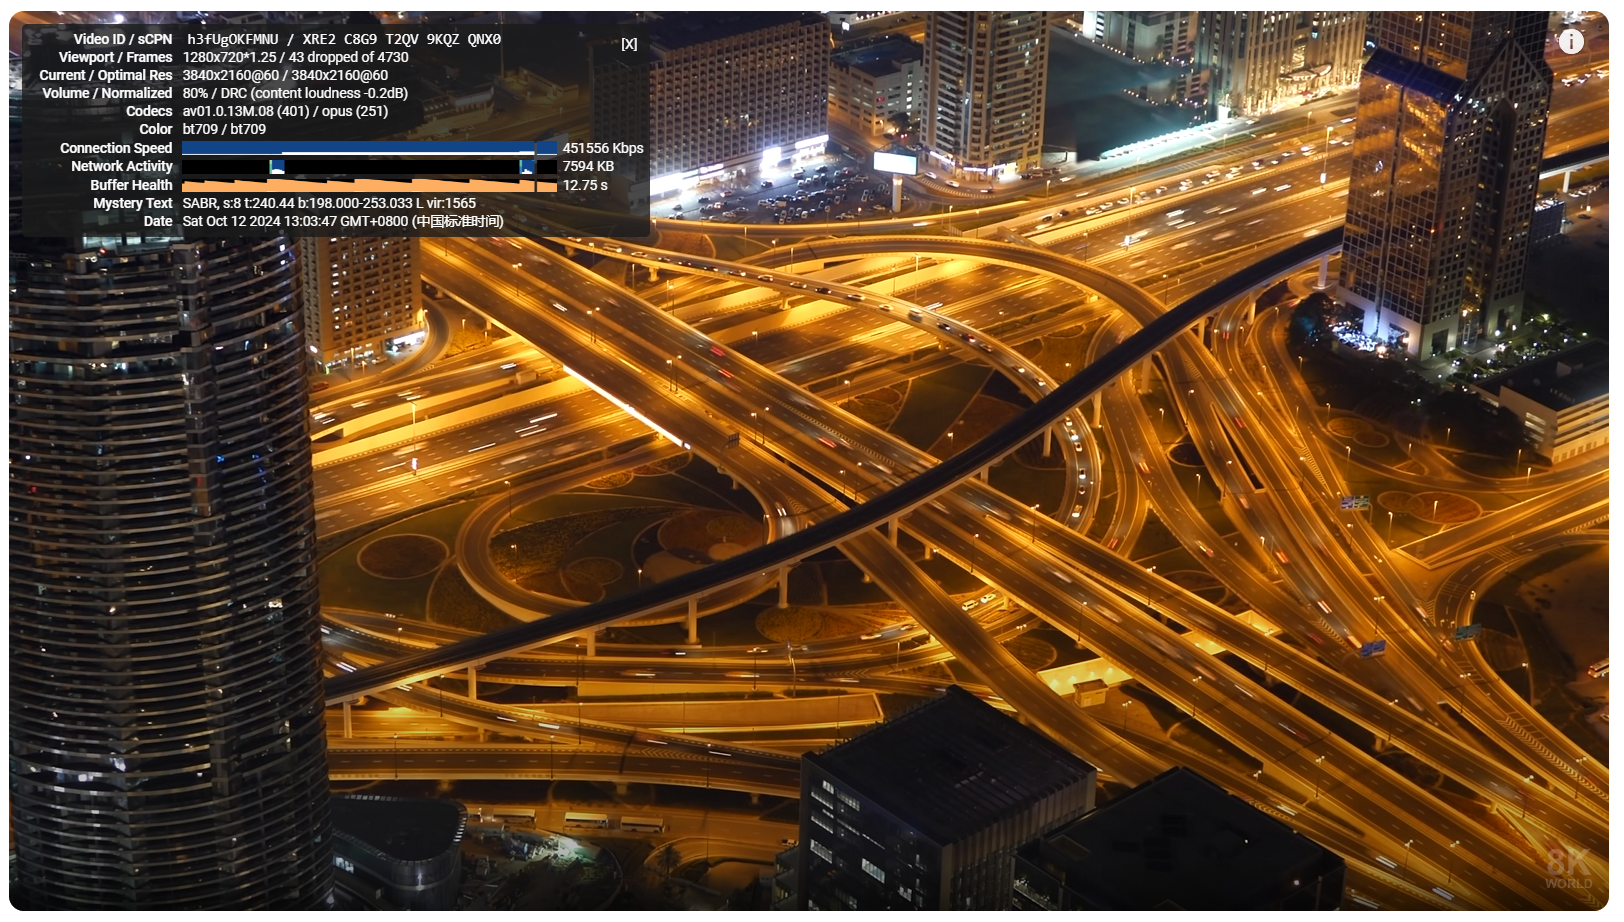 Video ID / sCPN h3fUgOKFMNU / XRE2 C8G9 T2QV 9KQZ QNX0
[X]
Viewport / Frames 1280x720*1.25 / 43 dropped of 4730
Current / Optimal Res 3840x2160@60 / 3840x2160@60
Volume / Normalized 80% / DRC (content loudness -0.2dB)
Codecs av01.0.13M.08 (401) / opus (251)
Color bt709 / bt709
Connection Speed 451556 Kbps
Network Activity 7594 KB
Buffer Health 12.75 s
Mystery Text SABR, s:8 t:240.44 b:198.000-253.033 L vir:1565
Date Sat Oct 12 2024 13:03:47 GMT+0800 (中国标准时间)
8K
WORLD